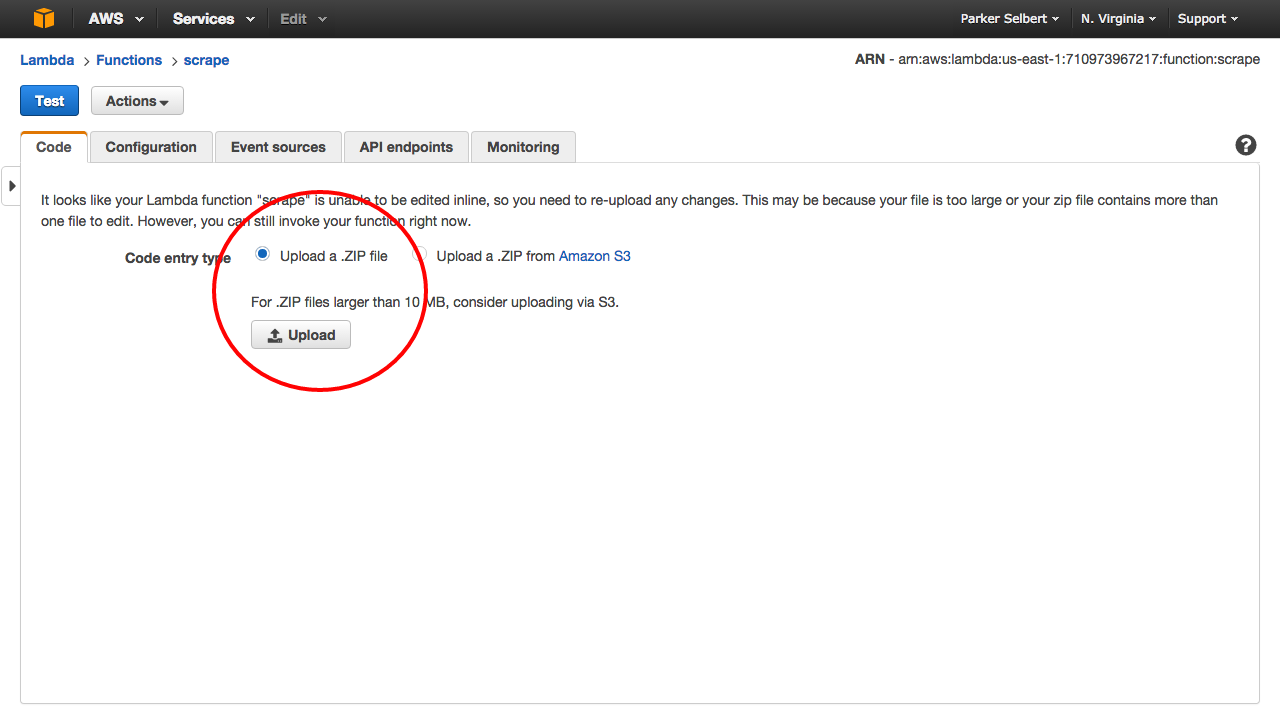 AWS Services Edit Parker Selbert N. Virginia Support
Lambda > Functions > scrape ARN - arn:aws:lambda:us-east-1:710973967217:function:scrape
Test Actions
Code Configuration Event sources API endpoints Monitoring ?
It looks like your Lambda function "scrape" is unable to be edited inline, so you need to re-upload any changes. This may be because your file is too large or your zip file contains more than
one file to edit. However, you can still invoke your function right now.
Code entry type Upload a .ZIP file Upload a .ZIP from Amazon S3
For .ZIP files larger than 10 MB, consider uploading via S3.
Upload